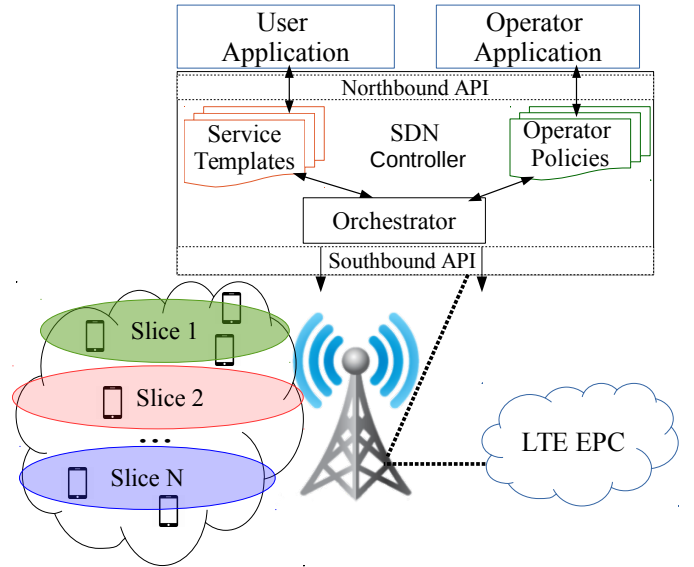 User
Application
Operator
Application
Northbound API
Service
Templates
SDN
Controller
Operator
Policies
Orchestrator
Southbound API
Slice 1
Slice 2
...
Slice N
LTE EPC